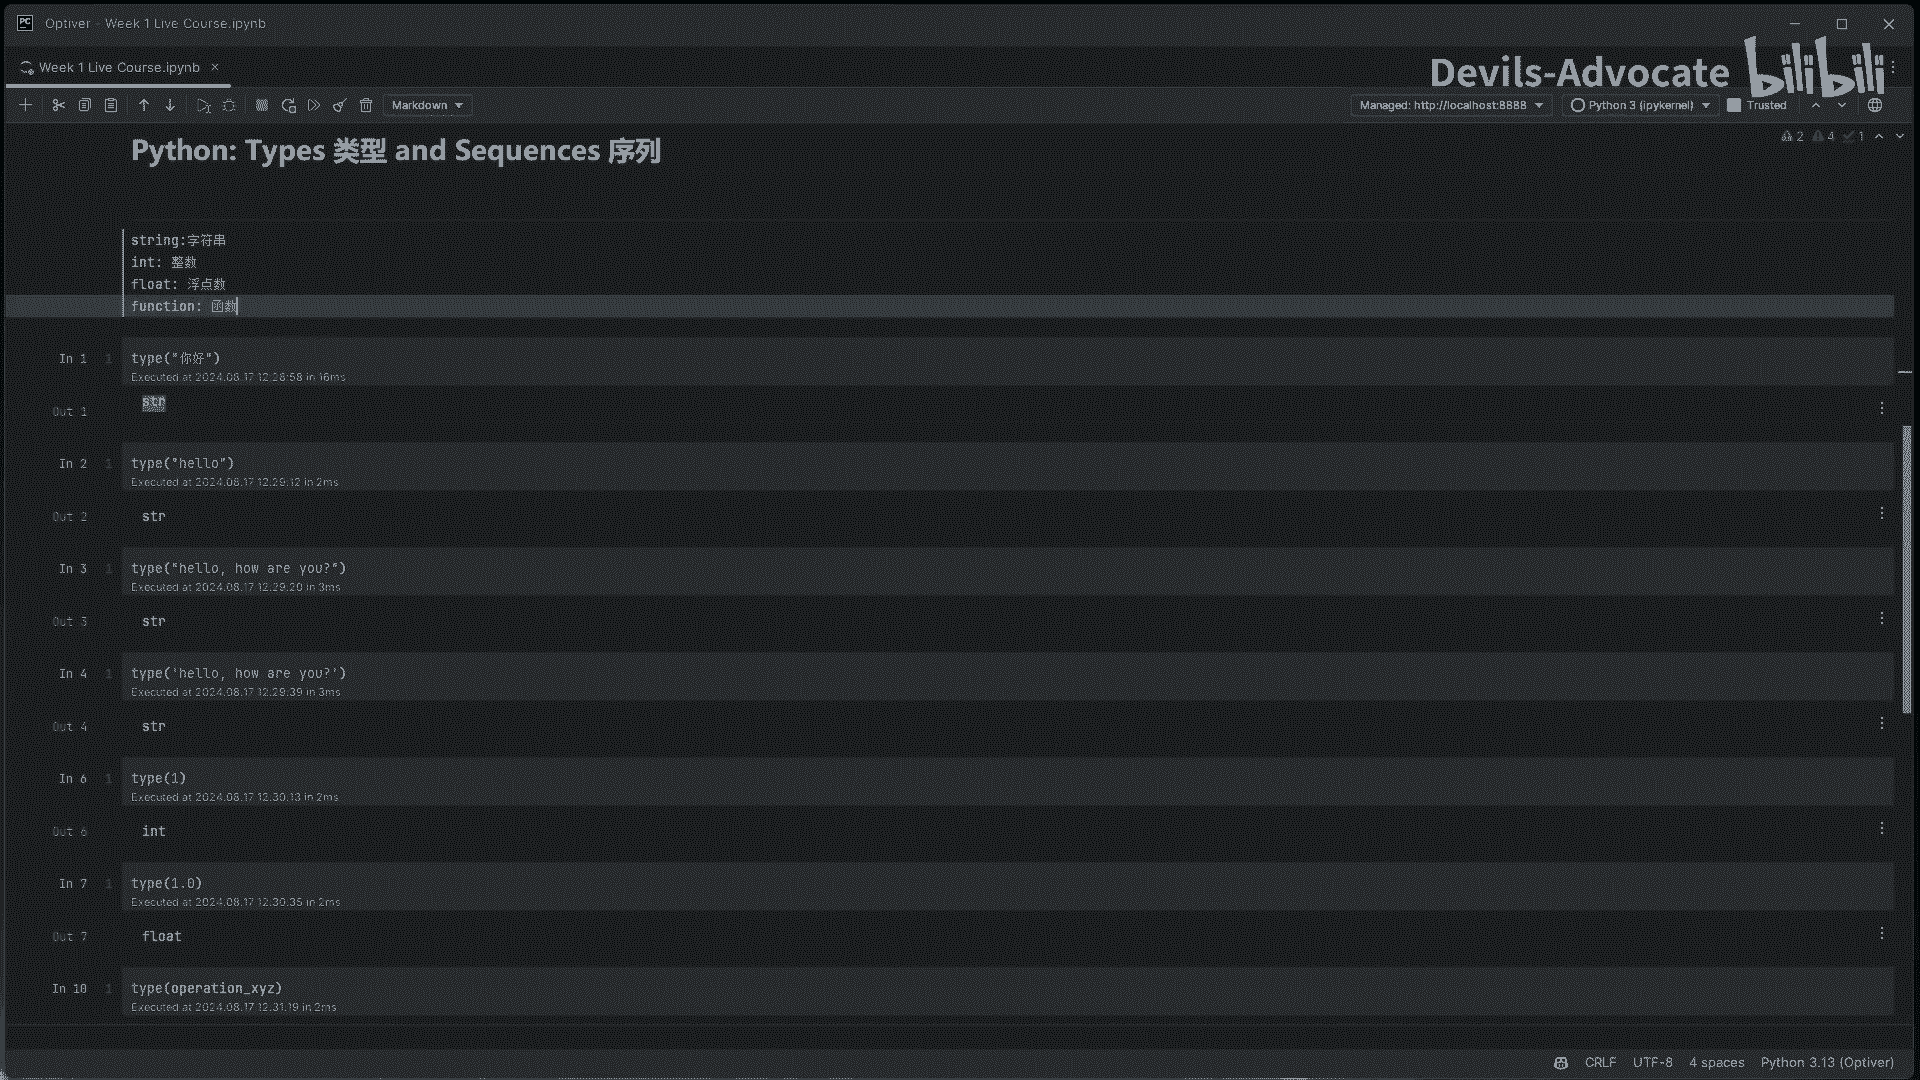 Optiver - Week 1 Live Course.ipynb
Week 1 Live Course.ipynb
Devils-Advocate bilibili
Markdown
Managed: http://localhost:8888 Python 3 (ipykernel) Trusted
2 4 1
Python: Types 类型 and Sequences 序列
string:字符串
int: 整数
float: 浮点数
function: 函数
In 1 1 type("你好")
Executed at 2024.08.17 12:28:58 in 16ms
Out 1 str
In 2 1 type("hello")
Executed at 2024.08.17 12:29:12 in 2ms
Out 2 str
In 3 1 type("hello, how are you?")
Executed at 2024.08.17 12:29:20 in 3ms
Out 3 str
In 4 1 type('hello, how are you?')
Executed at 2024.08.17 12:29:39 in 3ms
Out 4 str
In 6 1 type(1)
Executed at 2024.08.17 12:30:13 in 2ms
Out 6 int
In 7 1 type(1.0)
Executed at 2024.08.17 12:30:35 in 2ms
Out 7 float
In 10 1 type(operation_xyz)
Executed at 2024.08.17 12:31:19 in 2ms
CRLF UTF-8 4 spaces Python 3.13 (Optiver)